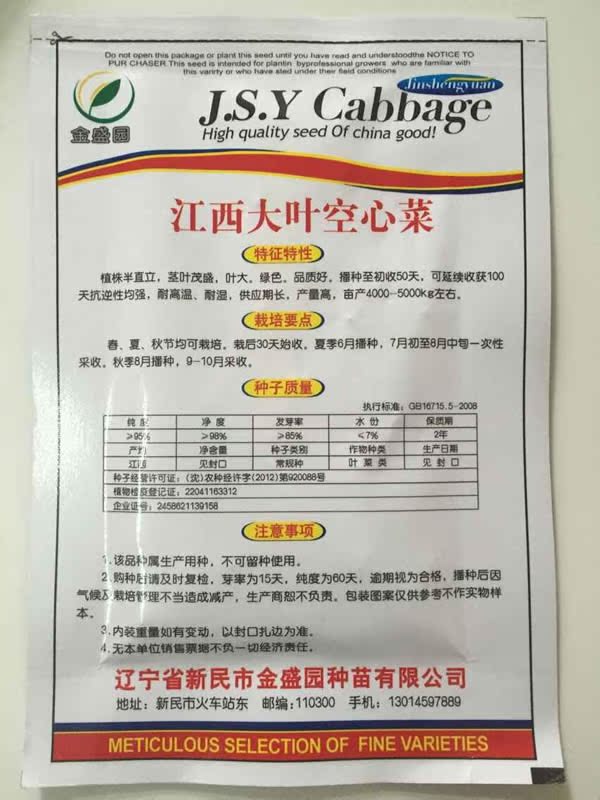 Do not open this package or plant this seed until you have read and understoodthe NOTICE TO
PUR CHASER This seed is intended for plantin byprofessional growers who are familiar with
this varirty or who have sted under their field conditions
金盛园
Jinshengyuan
J.S.Y Cabbage
High quality seed Of china good!
江西大叶空心菜
特征特性
植株半直立，茎叶茂盛，叶大。绿色。品质好。播种至初收50天，可延续收获100
天抗逆性均强，耐高温、耐湿，供应期长，产量高，亩产4000-5000kg左右。
栽培要点
春、夏、秋节均可栽培。栽后30天始收。夏季6月播种，7月初至8月中旬一次性
采收。秋季8月播种，9-10月采收。
种子质量
执行标准：GB16715.5-2008
纯度 净度 发芽率 水份 保质期
≥95% ≥98% ≥85% ≤7% 2年
产地 净含量 种子类别 作物种类 生产日期
江西 见封口 常规种 叶菜类 见封口
种子经营许可证：(沈)农种经许字(2012)第920088号
植物检疫登记证：22041163312
企业证号：2458621139158
注意事项
1.该品种属生产用种，不可留种使用。
2.购种后请及时复检，芽率为15天，纯度为60天，逾期视为合格，播种后因
气候及栽培管理不当造成减产，生产商恕不负责。包装图案仅供参考不作实物样
本。
3.内装重量如有变动，以封口扎边为准。
4.无本单位销售票据不负一切经济责任。
辽宁省新民市金盛园种苗有限公司
地址：新民市火车站东 邮编:110300 手机：13014597889
METICULOUS SELECTION OF FINE VARIETIES